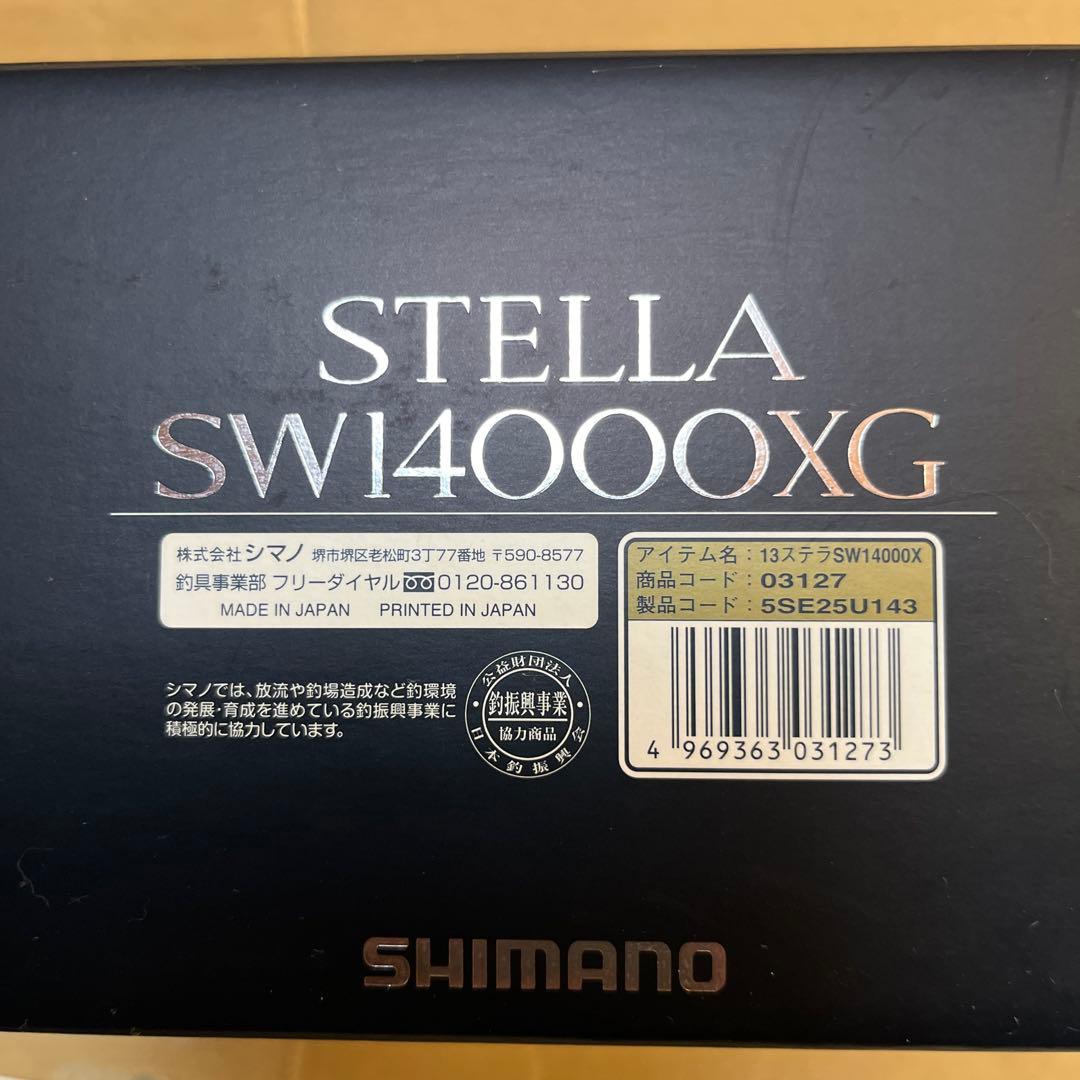 STELLA
SW14000XG
株式会社 シマノ 堺市堺区老松町3丁77番地 〒590-8577
釣具事業部 フリーダイヤル 0120-861130
MADE IN JAPAN PRINTED IN JAPAN
アイテム名：13ステラSW14000X
商品コード：03127
製品コード：5SE25U143
4 969363 031273
シマノでは、放流や釣場造成など釣環境
の発展・育成を進めている釣振興事業に
積極的に協力しています。
公益財団法人
釣振興事業
協力商品
日本釣振興会
SHIMANO